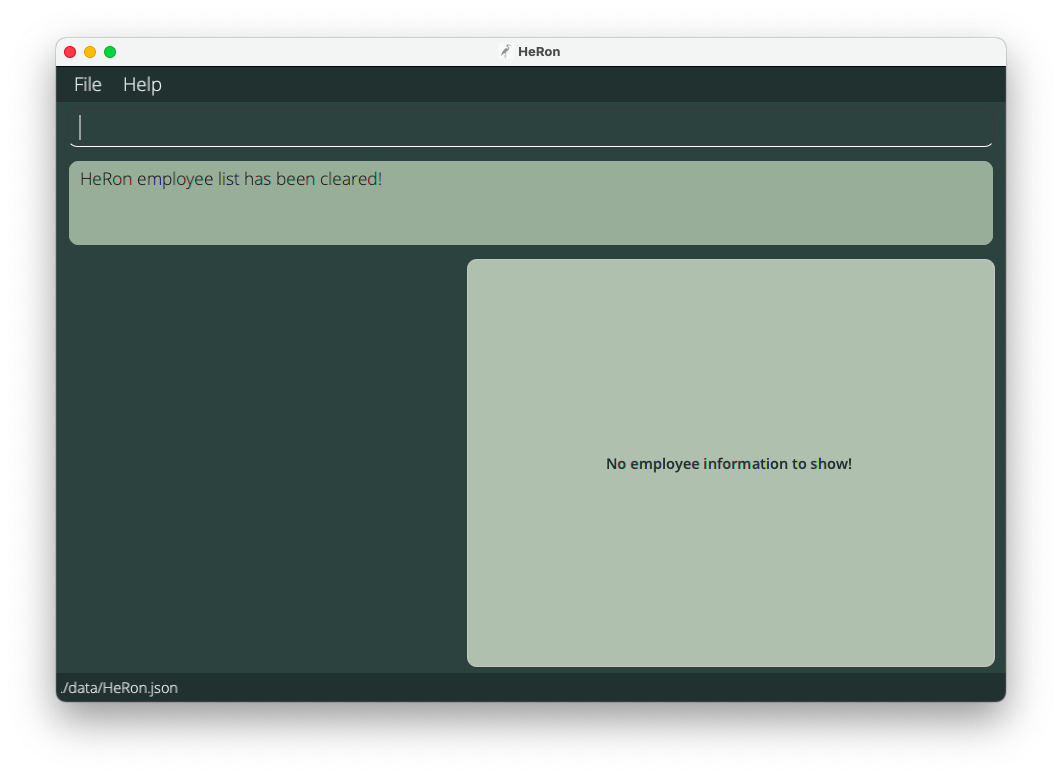 HeRon
File Help
HeRon employee list has been cleared!
No employee information to show!
./data/HeRon.json